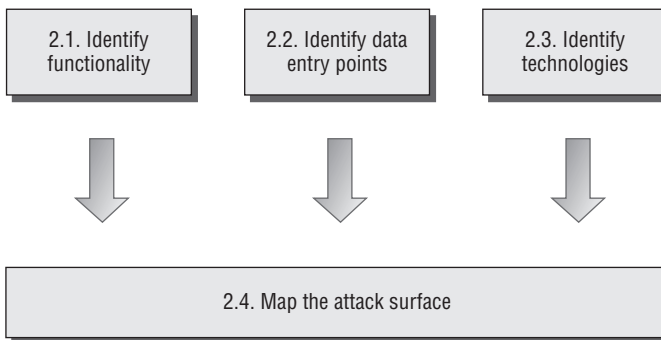 2.1. Identify
functionality
2.2. Identify data
entry points
2.3. Identify
technologies
2.4. Map the attack surface